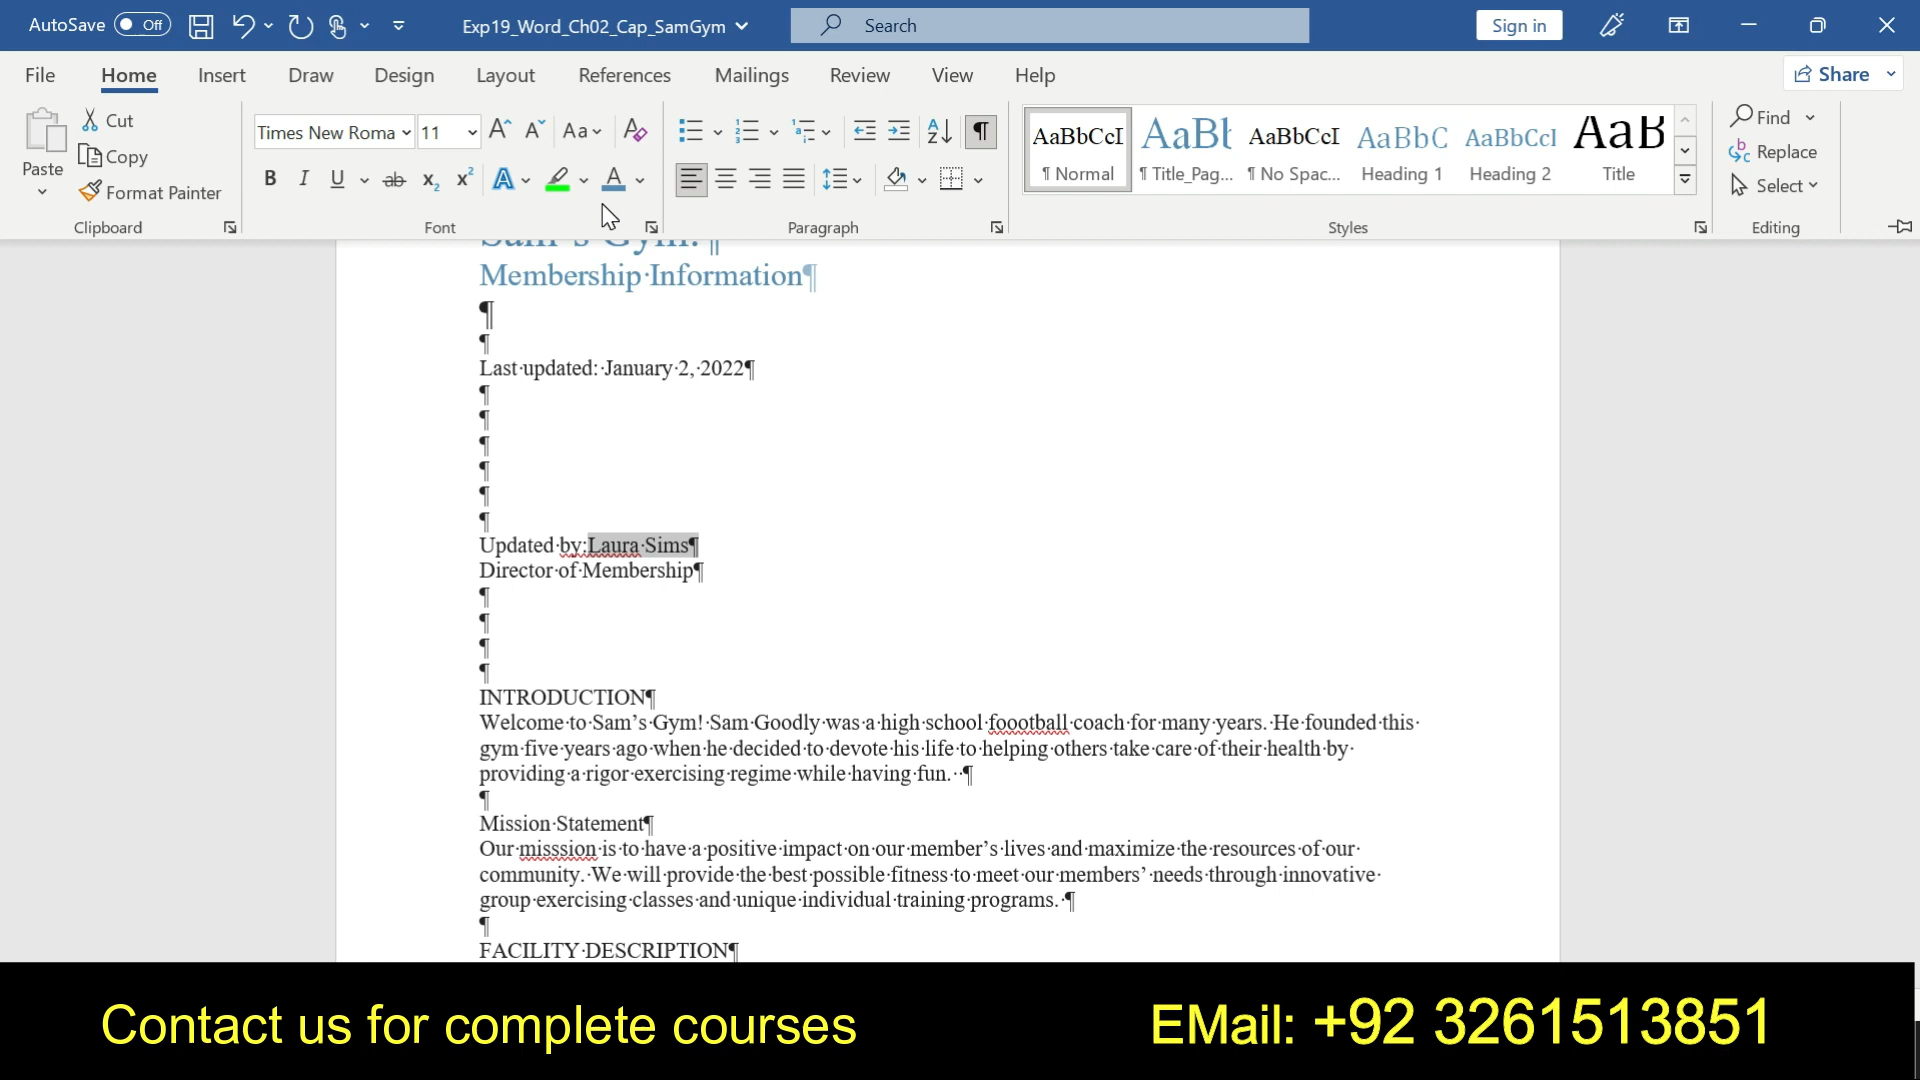 AutoSave Off Exp19_Word_Ch02_Cap_SamGym Search Sign in
File Home Insert Draw Design Layout References Mailings Review View Help Share
Paste Cut Copy Format Painter Clipboard
Times New Roma 11 Aa A B I U ab x₂ x² A A Font
Paragraph
AaBbCcI AaBt AaBbCcI AaBbC AaBbCcI AaB
¶ Normal ¶ Title_Pag... ¶ No Spac... Heading 1 Heading 2 Title
Styles
Find
Replace
Select
Editing
Sam's·Gym.¶
Membership·Information¶
¶
¶
Last·updated:·January·2,·2022¶
¶
¶
¶
¶
¶
¶
Updated·by:Laura·Sims¶
Director·of·Membership¶
¶
¶
¶
¶
INTRODUCTION¶
Welcome·to·Sam's·Gym!·Sam·Goodly·was·a·high·school·foootball·coach·for·many·years.·He·founded·this·
gym·five·years·ago·when·he·decided·to·devote·his·life·to·helping·others·take·care·of·their·health·by·
providing·a·rigor·exercising·regime·while·having·fun.··¶
¶
Mission·Statement¶
Our·misssion·is·to·have·a·positive·impact·on·our·member's·lives·and·maximize·the·resources·of·our·
community.·We·will·provide·the·best·possible·fitness·to·meet·our·members'·needs·through·innovative·
group·exercising·classes·and·unique·individual·training·programs.·¶
¶
FACILITY·DESCRIPTION¶
Contact us for complete courses EMail: +92 3261513851